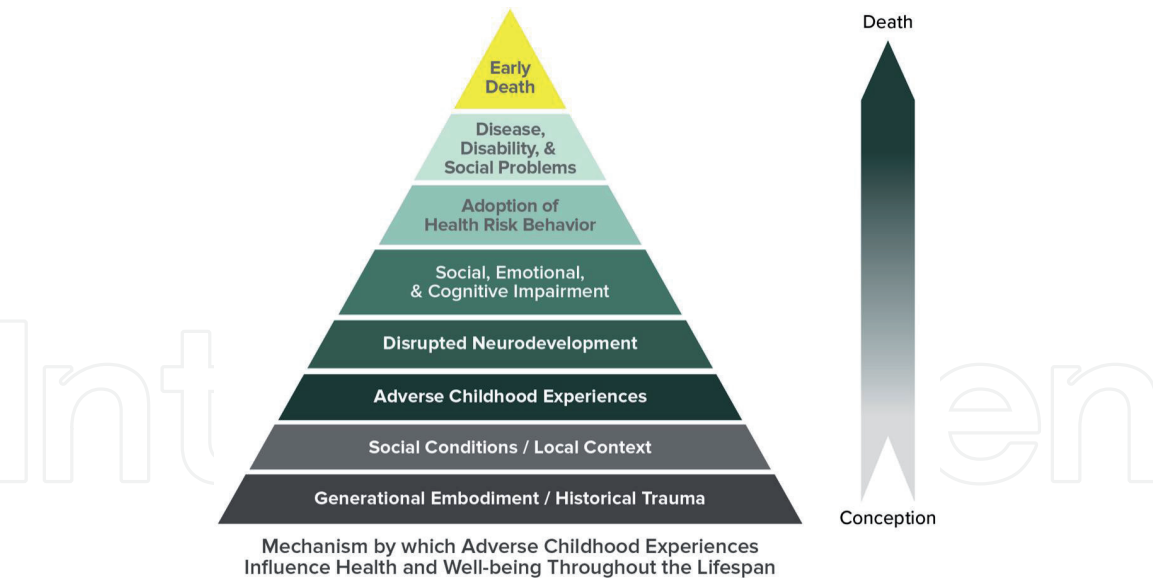 Death
Early
Death
Disease,
Disability, &
Social Problems
Adoption of
Health Risk Behavior
Social, Emotional,
& Cognitive Impairment
Disrupted Neurodevelopment
Adverse Childhood Experiences
Social Conditions / Local Context
Generational Embodiment / Historical Trauma
Conception
Mechanism by which Adverse Childhood Experiences
Influence Health and Well-being Throughout the Lifespan